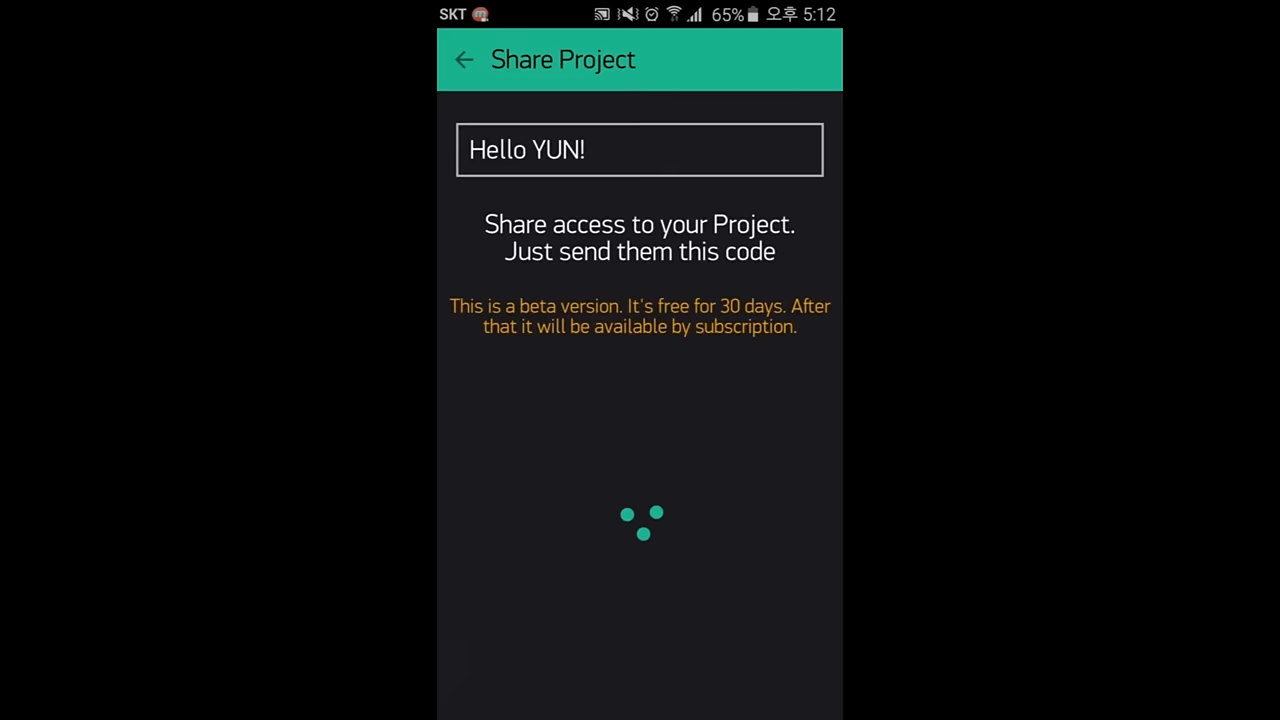 SKT 65% 오후 5:12
Share Project
Hello YUN!
Share access to your Project.
Just send them this code
This is a beta version. It's free for 30 days. After
that it will be available by subscription.